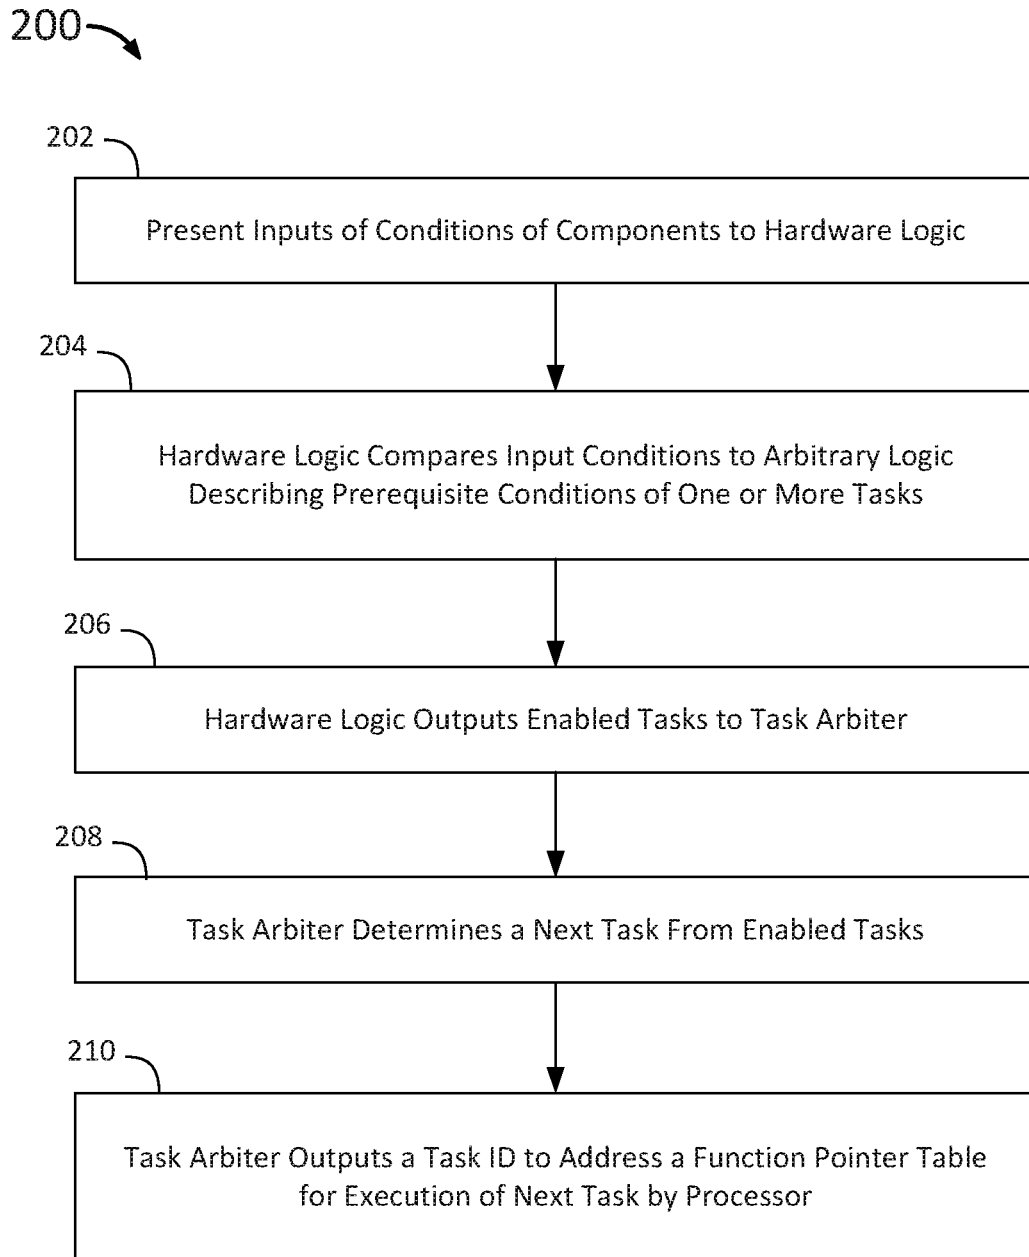 200
202
Present Inputs of Conditions of Components to Hardware Logic
204
Hardware Logic Compares Input Conditions to Arbitrary Logic
Describing Prerequisite Conditions of One or More Tasks
206
Hardware Logic Outputs Enabled Tasks to Task Arbiter
208
Task Arbiter Determines a Next Task From Enabled Tasks
210
Task Arbiter Outputs a Task ID to Address a Function Pointer Table
for Execution of Next Task by Processor